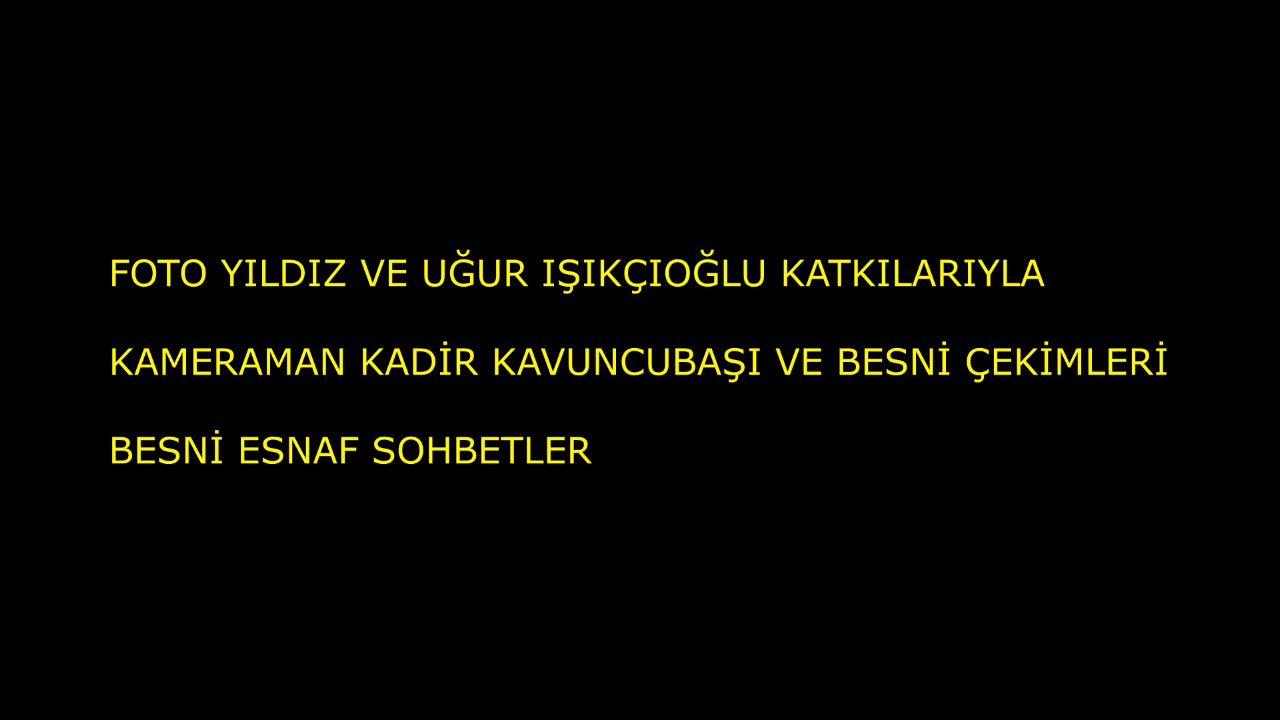 FOTO YILDIZ VE UĞUR IŞIKÇIOĞLU KATKILARIYLA
KAMERAMAN KADİR KAVUNCUBAŞI VE BESNİ ÇEKİMLERİ
BESNİ ESNAF SOHBETLER